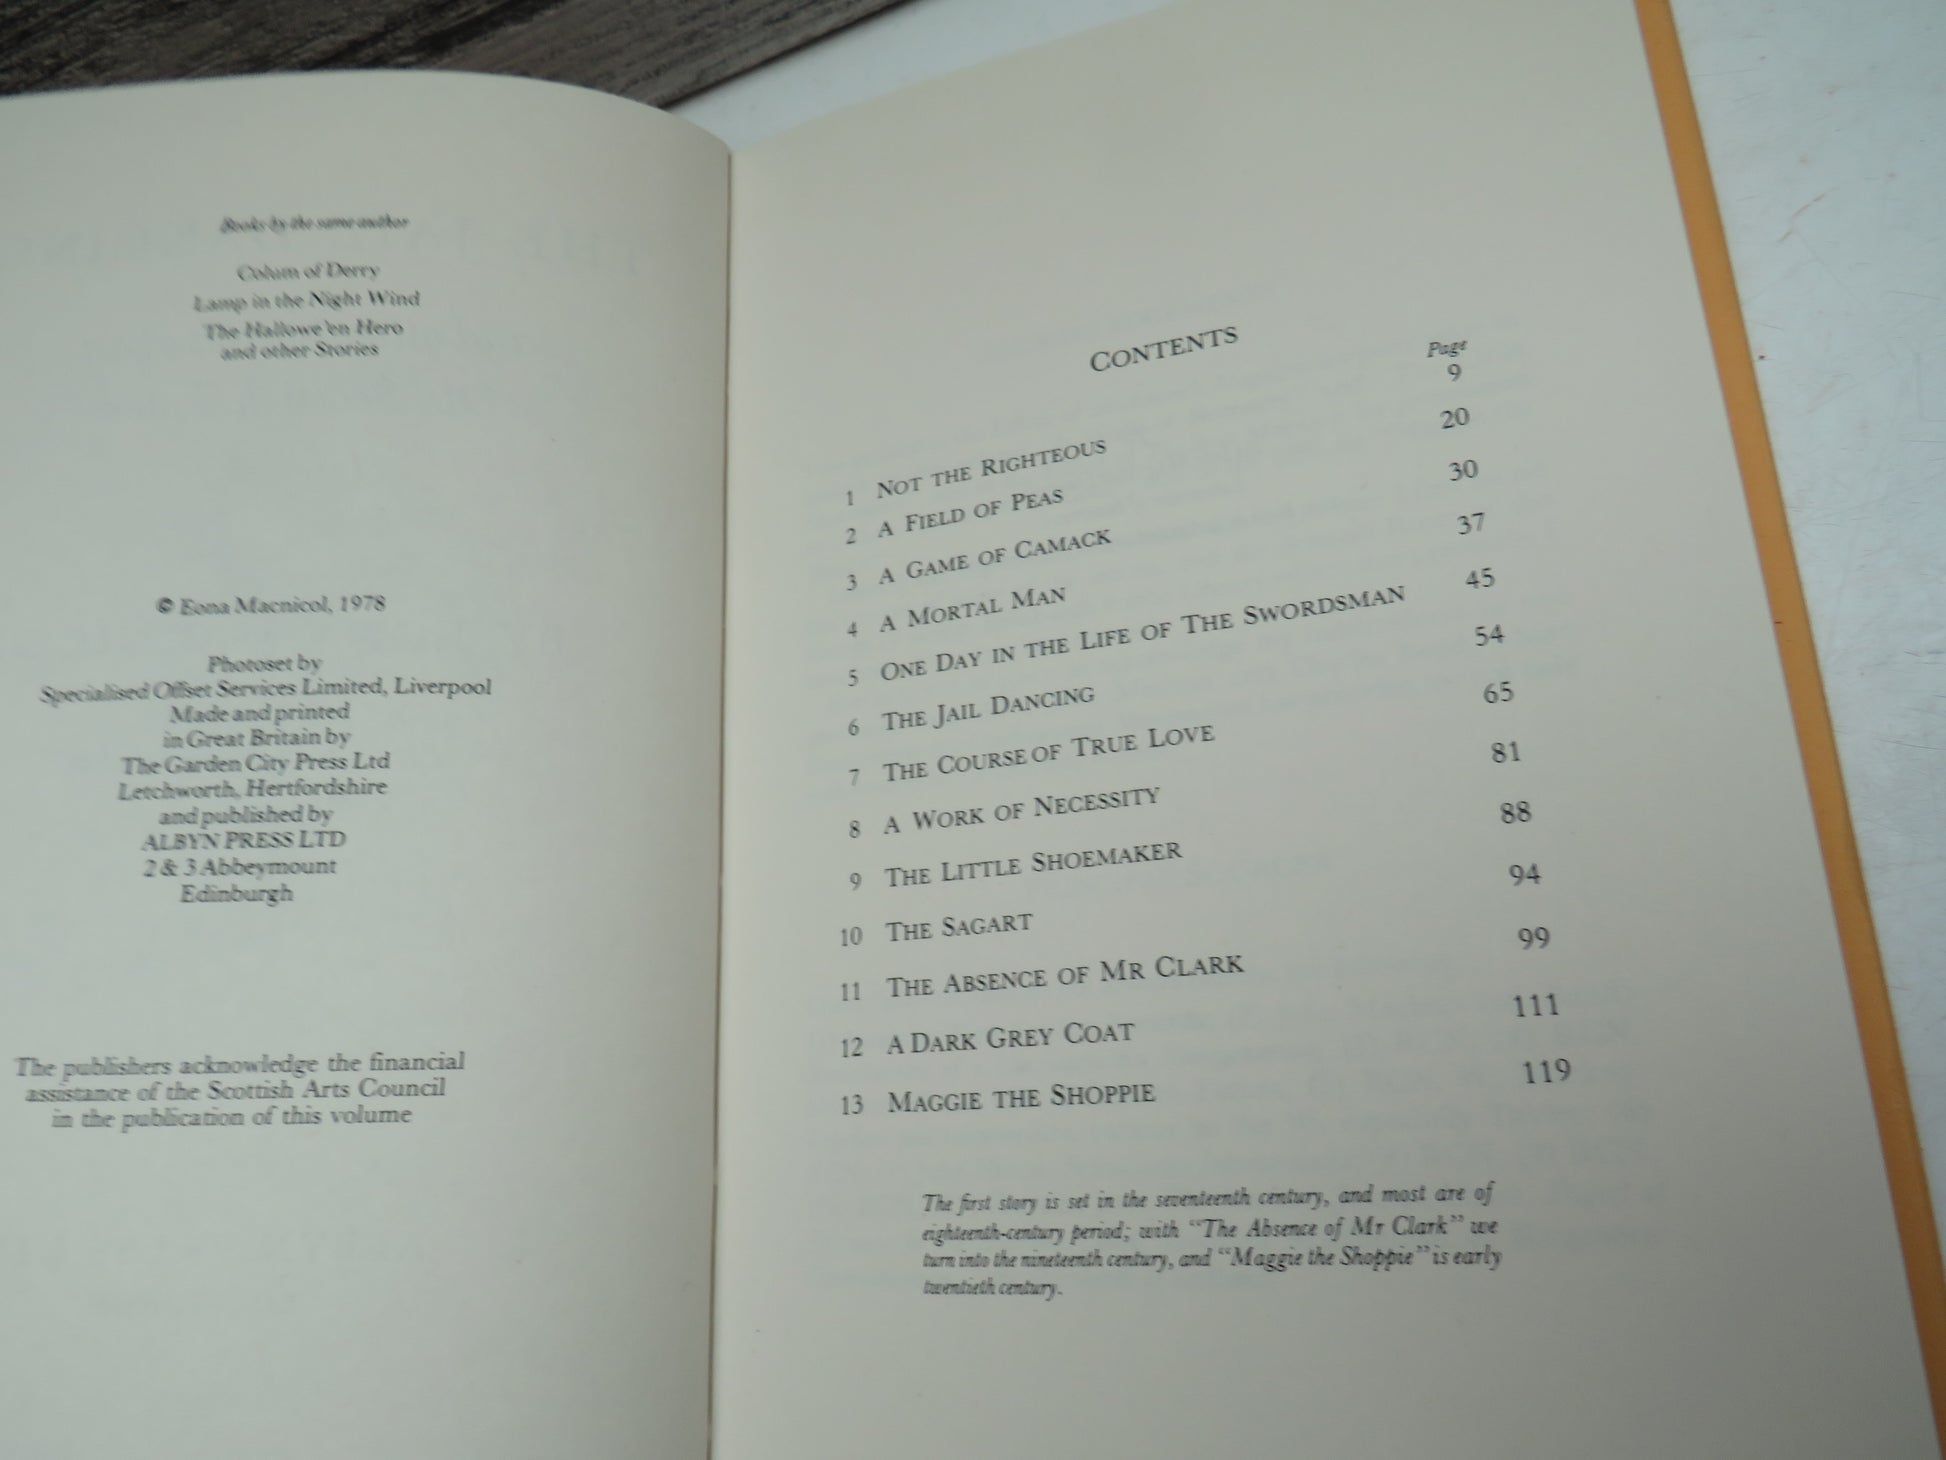 Books by the same author
Colum of Derry
Lamp in the Night Wind
The Hallowe'en Hero
and other Stories
© Eona Macnicol, 1978
Photoset by
Specialised Offset Services Limited, Liverpool
Made and printed
in Great Britain by
The Garden City Press Ltd
Letchworth, Hertfordshire
and published by
ALBYN PRESS LTD
2 & 3 Abbeymount
Edinburgh
The publishers acknowledge the financial
assistance of the Scottish Arts Council
in the publication of this volume
CONTENTS
Page
1 NOT THE RIGHTEOUS 9
2 A FIELD OF PEAS 20
3 A GAME OF CAMACK 30
4 A MORTAL MAN 37
5 ONE DAY IN THE LIFE OF THE SWORDSMAN 45
6 THE JAIL DANCING 54
7 THE COURSE OF TRUE LOVE 65
8 A WORK OF NECESSITY 81
9 THE LITTLE SHOEMAKER 88
10 THE SAGART 94
11 THE ABSENCE OF MR CLARK 99
12 A DARK GREY COAT 111
13 MAGGIE THE SHOPPIE 119
The first story is set in the seventeenth century, and most are of
eighteenth-century period; with "The Absence of Mr Clark" we
turn into the nineteenth century, and "Maggie the Shoppie" is early
twentieth century.